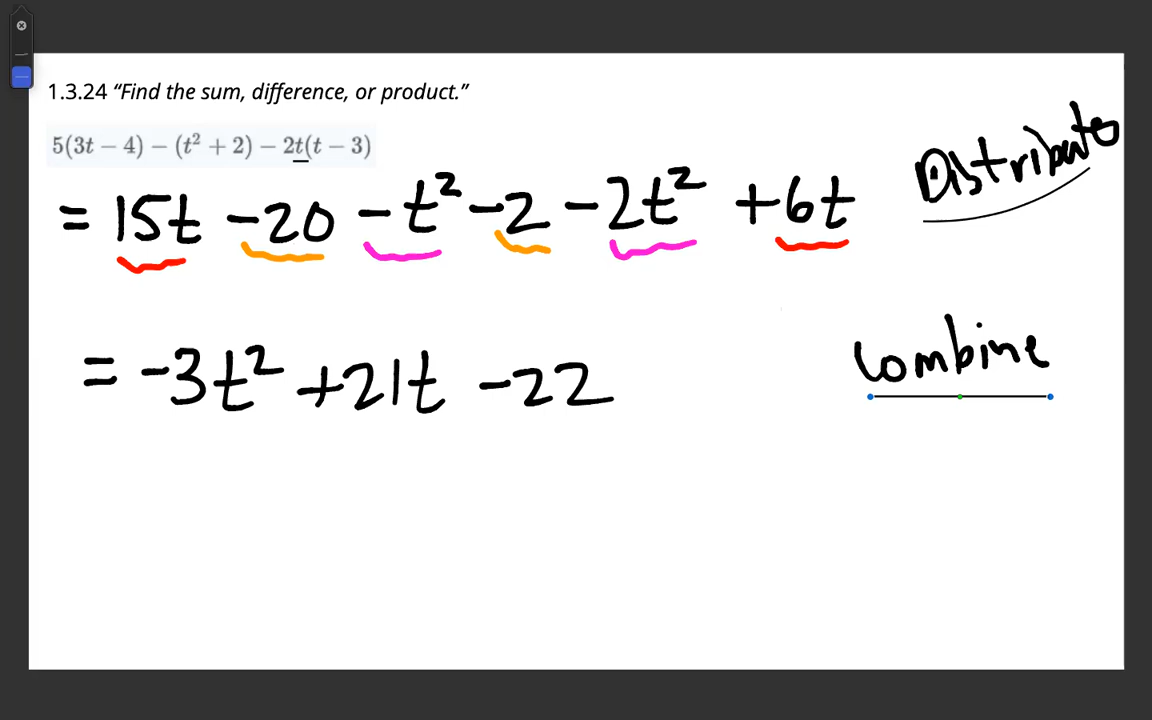 1.3.24 “Find the sum, difference, or product.”
5(3t − 4) − (t² + 2) − 2t(t − 3)
Distribute
= 15t -20 -t² -2 -2t² +6t
= -3t² +21t -22
Combine